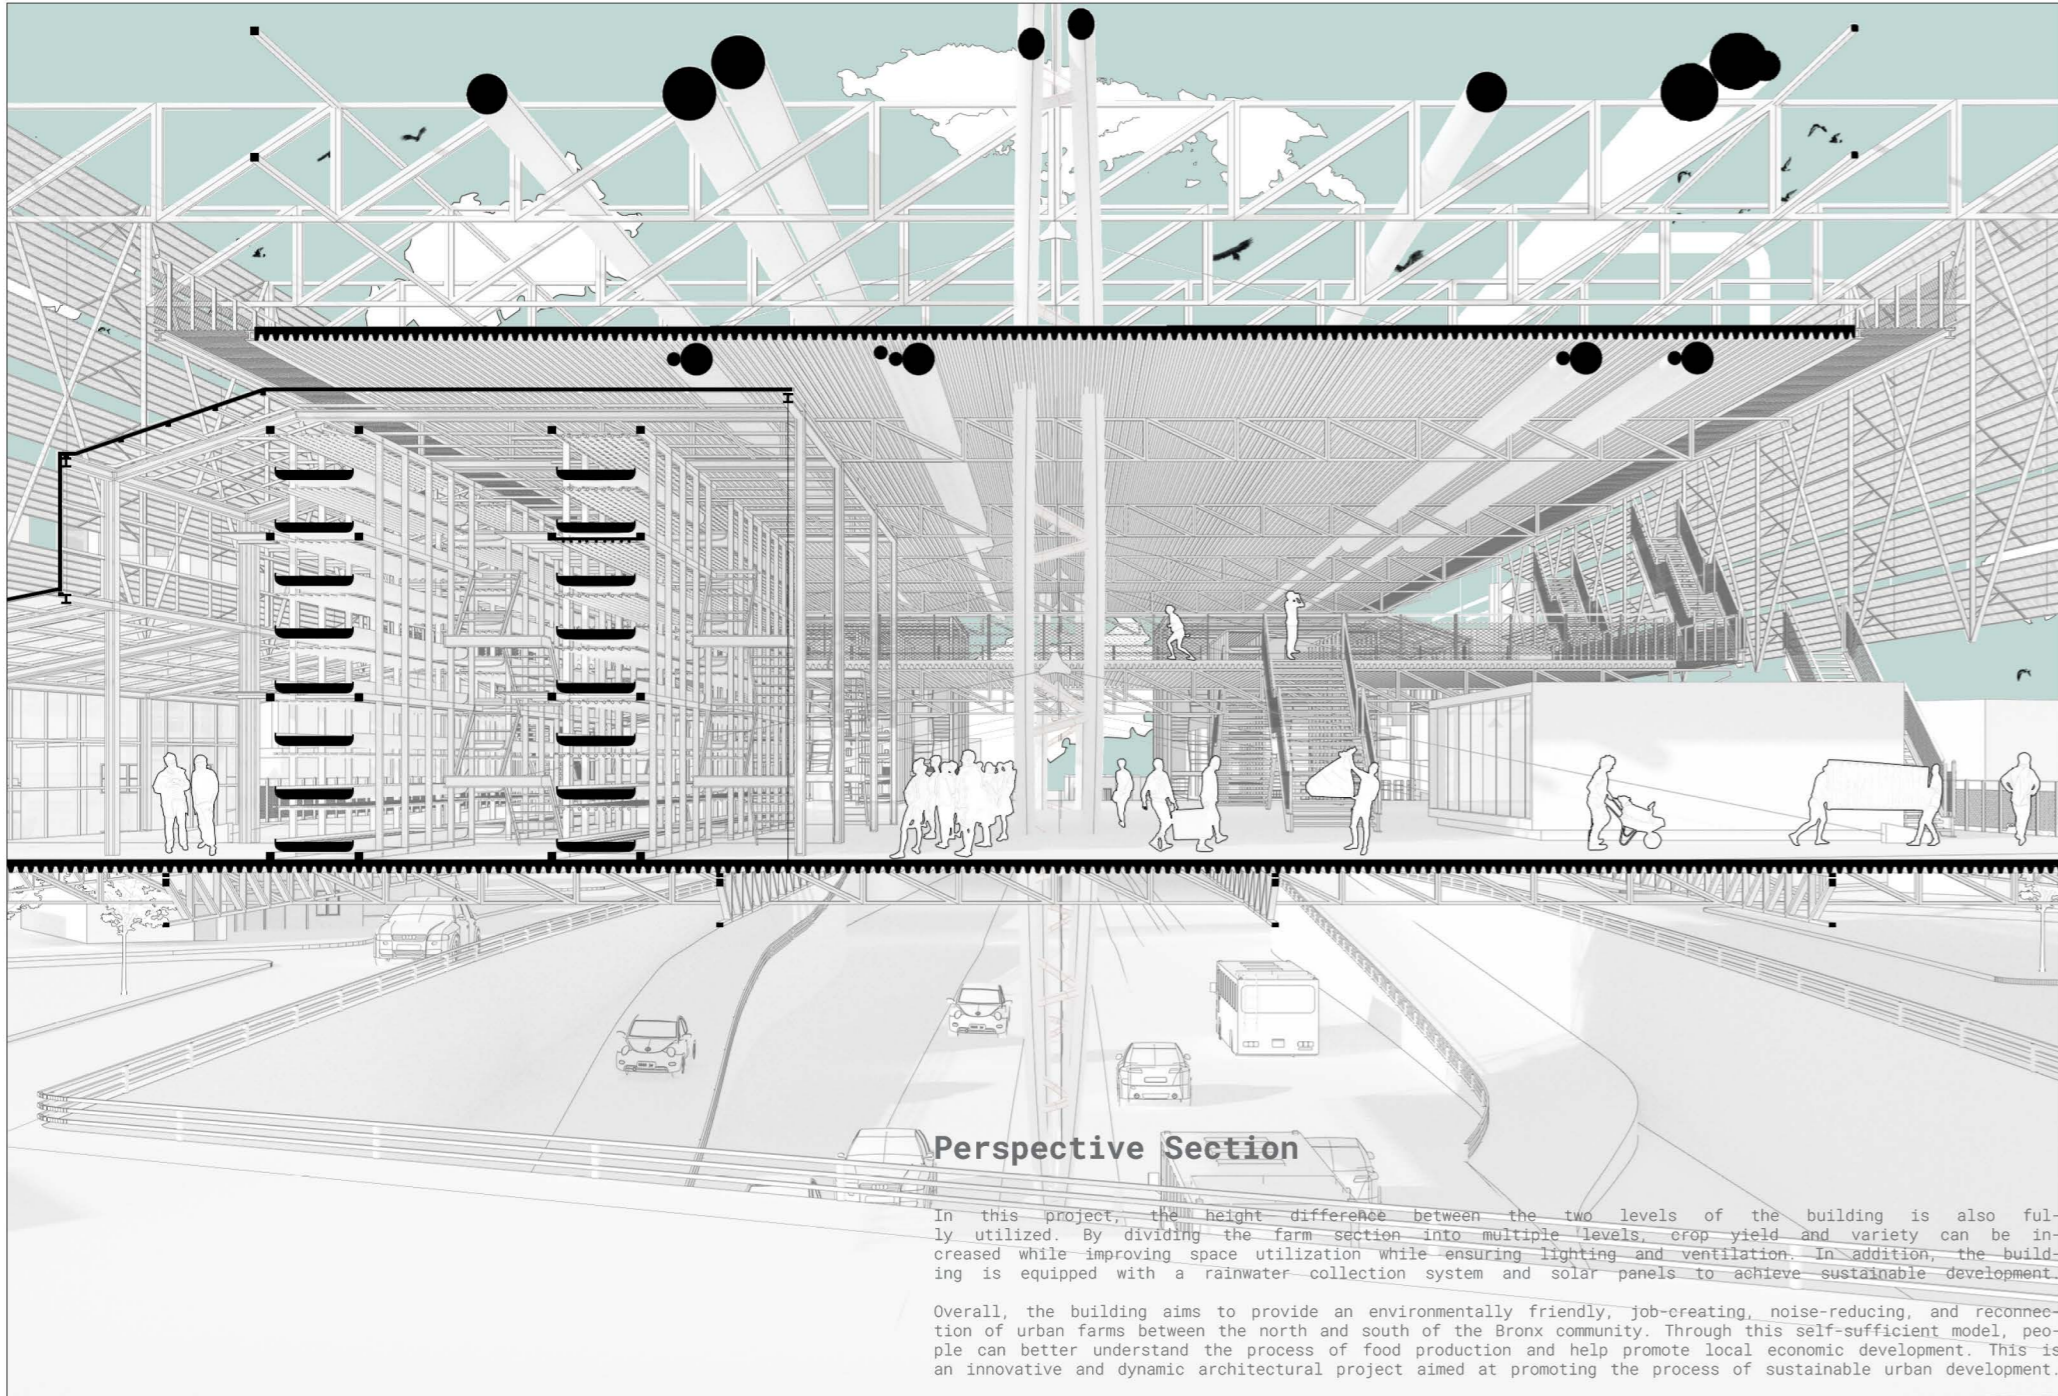 Perspective Section
In this project, the height difference between the two levels of the building is also ful-
ly utilized. By dividing the farm section into multiple levels, crop yield and variety can be in-
creased while improving space utilization while ensuring lighting and ventilation. In addition, the build-
ing is equipped with a rainwater collection system and solar panels to achieve sustainable development.
Overall, the building aims to provide an environmentally friendly, job-creating, noise-reducing, and reconnec-
tion of urban farms between the north and south of the Bronx community. Through this self-sufficient model, peo-
ple can better understand the process of food production and help promote local economic development. This is
an innovative and dynamic architectural project aimed at promoting the process of sustainable urban development.